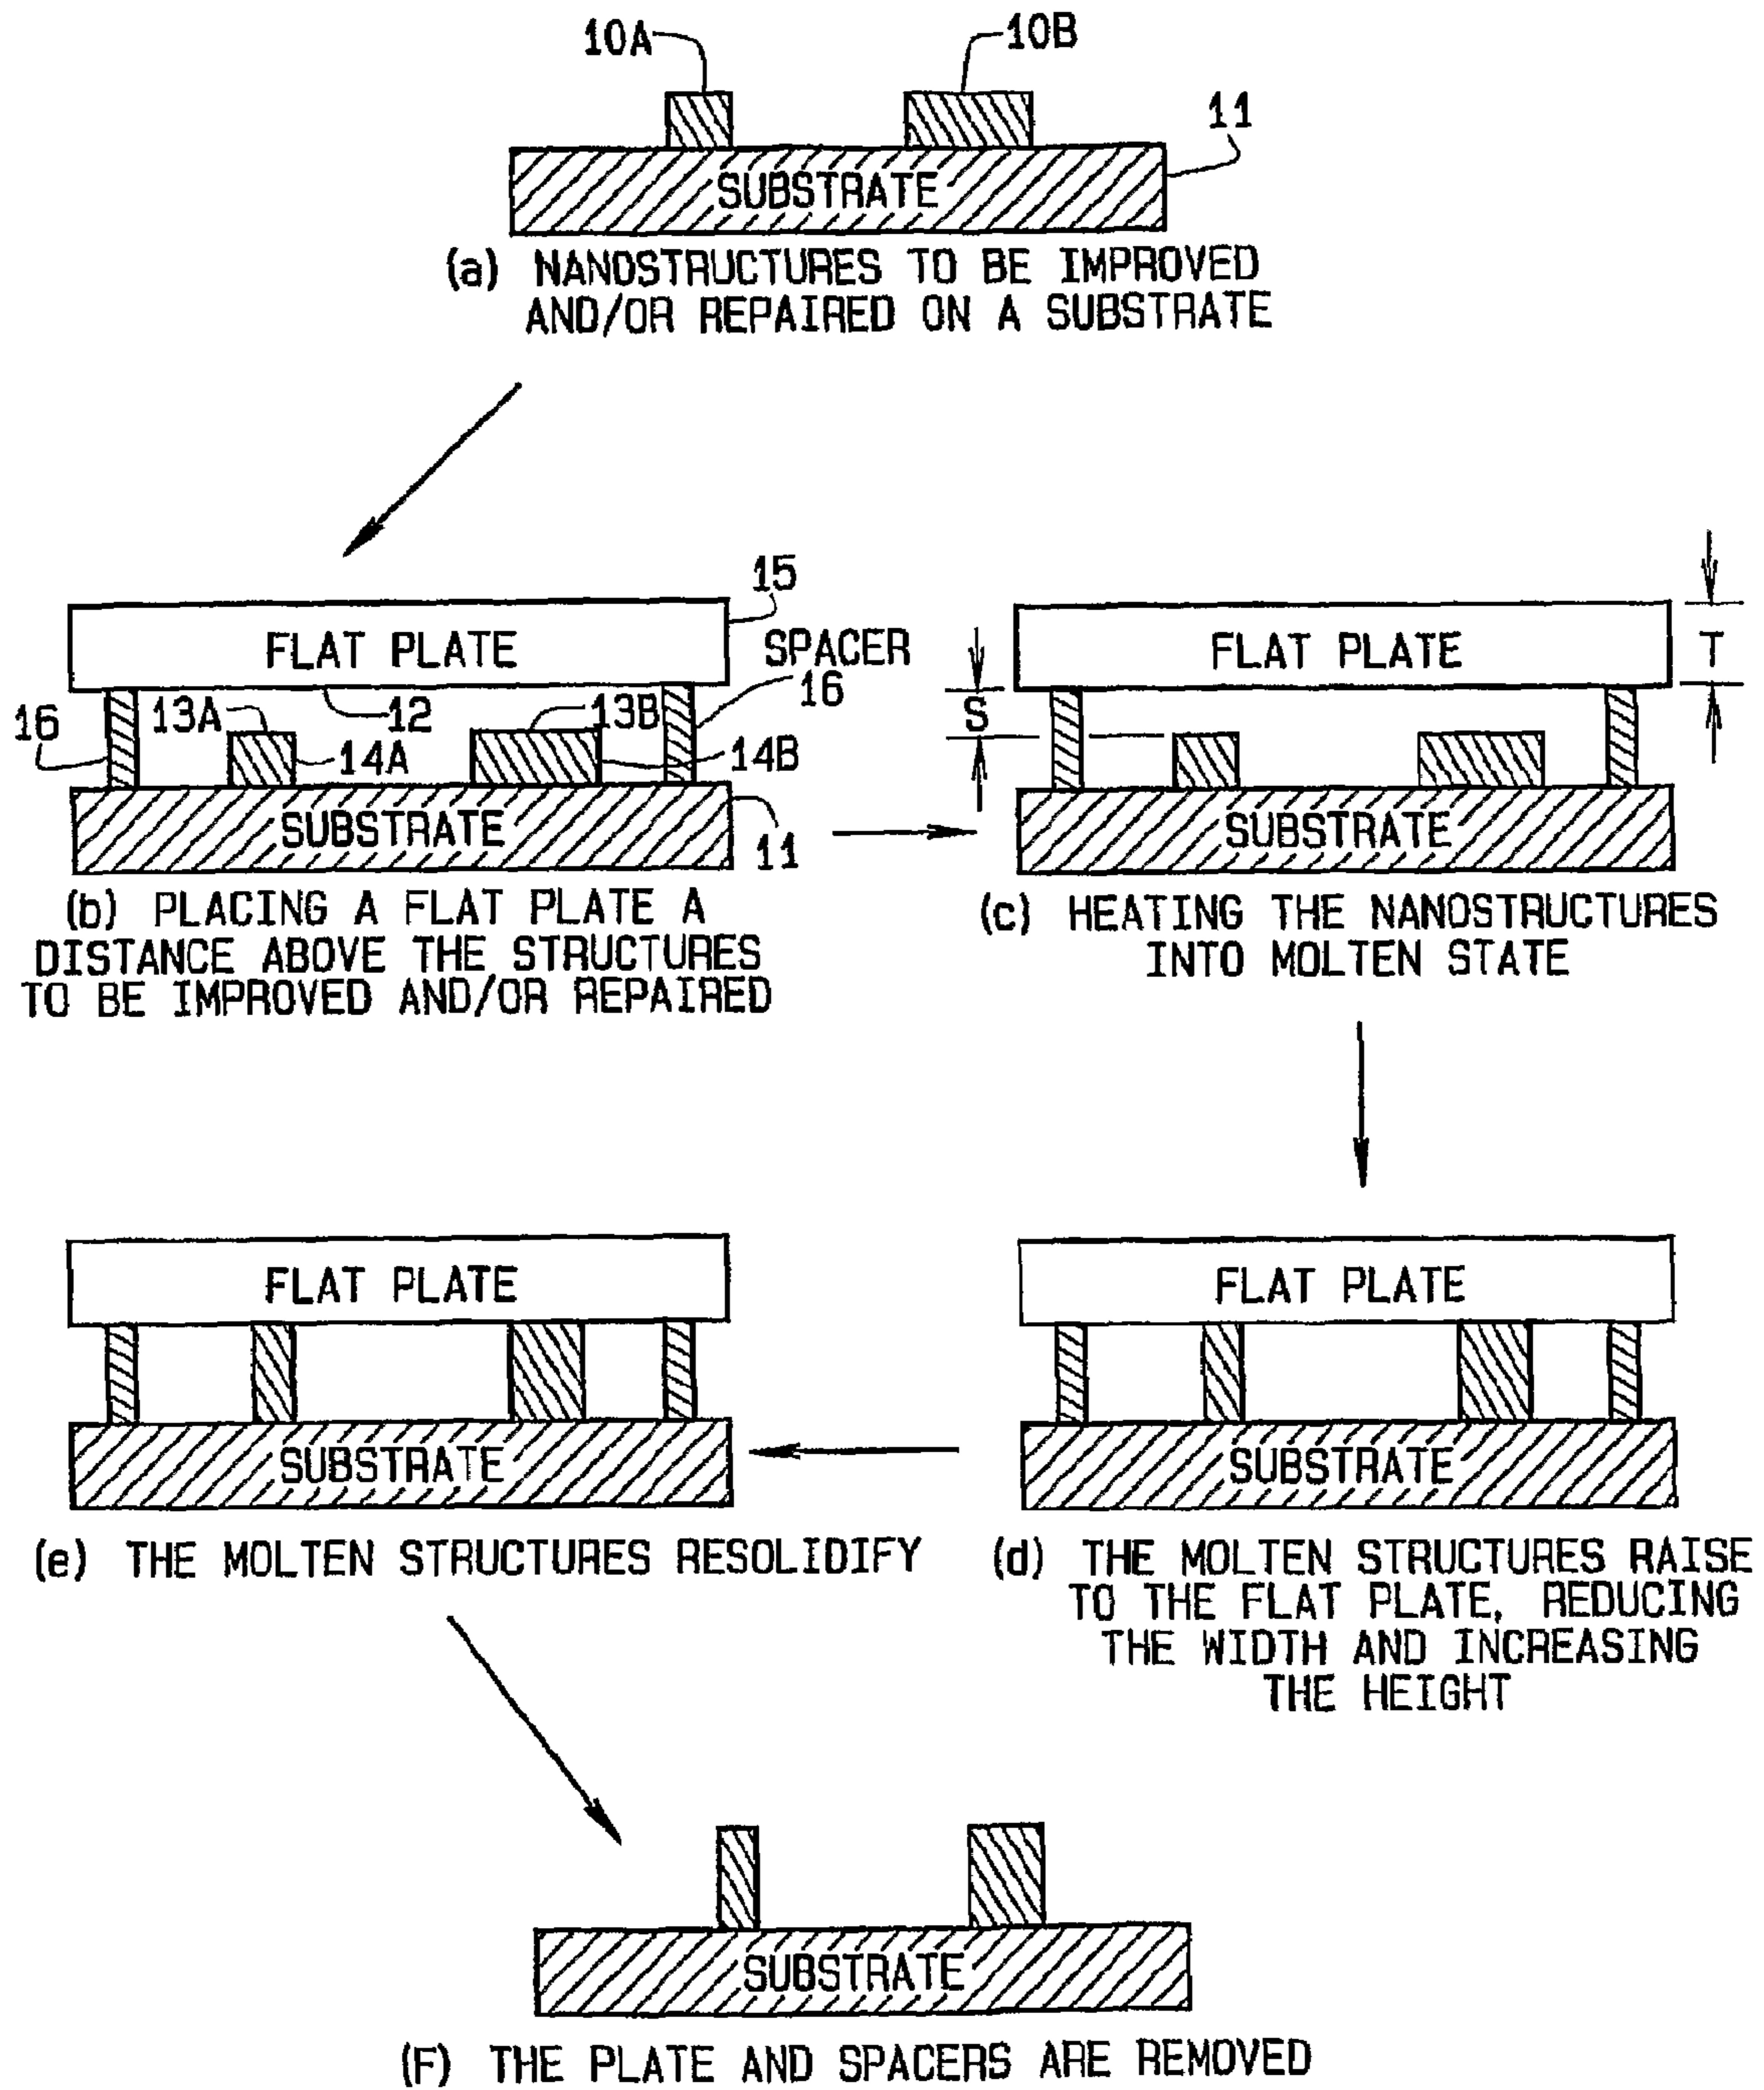 10A
10B
11
SUBSTRATE
(a) NANOSTRUCTURES TO BE IMPROVED
AND/OR REPAIRED ON A SUBSTRATE
15
FLAT PLATE
SPACER
16
12
13A
13B
16
14A
14B
SUBSTRATE
11
(b) PLACING A FLAT PLATE A
DISTANCE ABOVE THE STRUCTURES
TO BE IMPROVED AND/OR REPAIRED
FLAT PLATE
T
S
SUBSTRATE
(c) HEATING THE NANOSTRUCTURES
INTO MOLTEN STATE
FLAT PLATE
SUBSTRATE
(d) THE MOLTEN STRUCTURES RAISE
TO THE FLAT PLATE, REDUCING
THE WIDTH AND INCREASING
THE HEIGHT
FLAT PLATE
SUBSTRATE
(e) THE MOLTEN STRUCTURES RESOLIDIFY
SUBSTRATE
(F) THE PLATE AND SPACERS ARE REMOVED